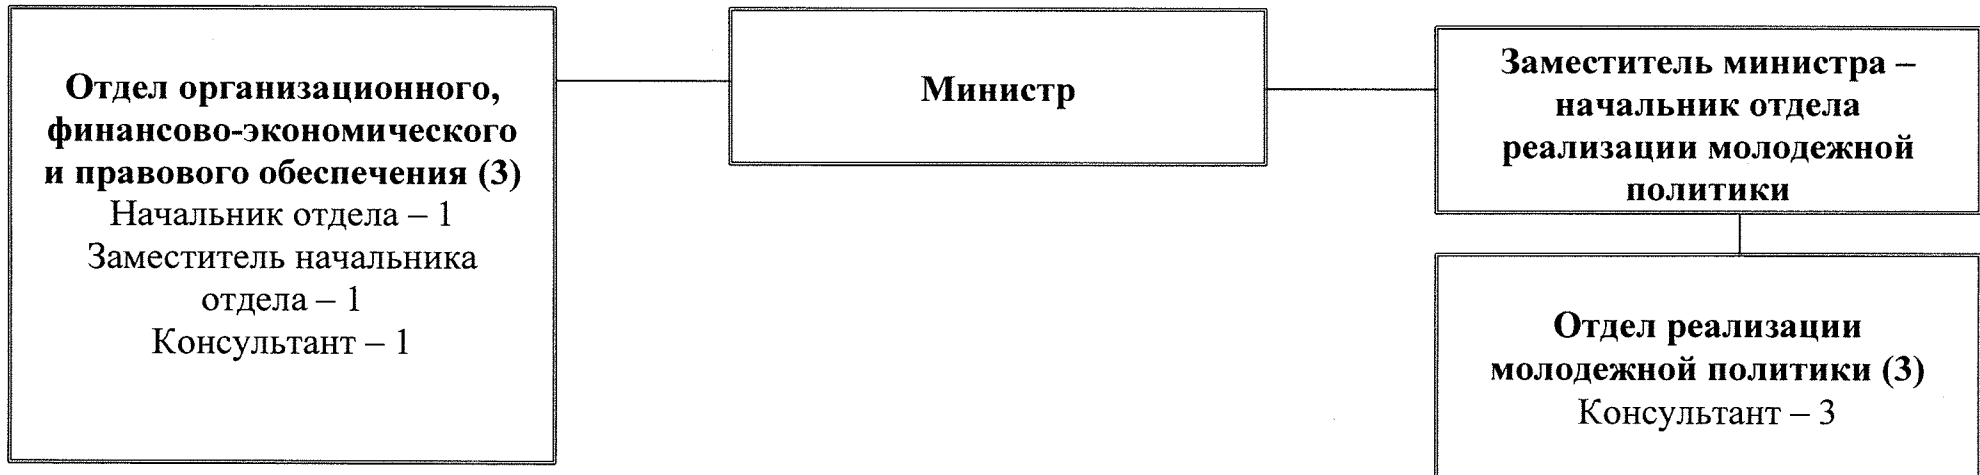 Отдел организационного,
финансово-экономического
и правового обеспечения (3)
Начальник отдела – 1
Заместитель начальника
отдела – 1
Консультант – 1
Министр
Заместитель министра –
начальник отдела
реализации молодежной
политики
Отдел реализации
молодежной политики (3)
Консультант – 3